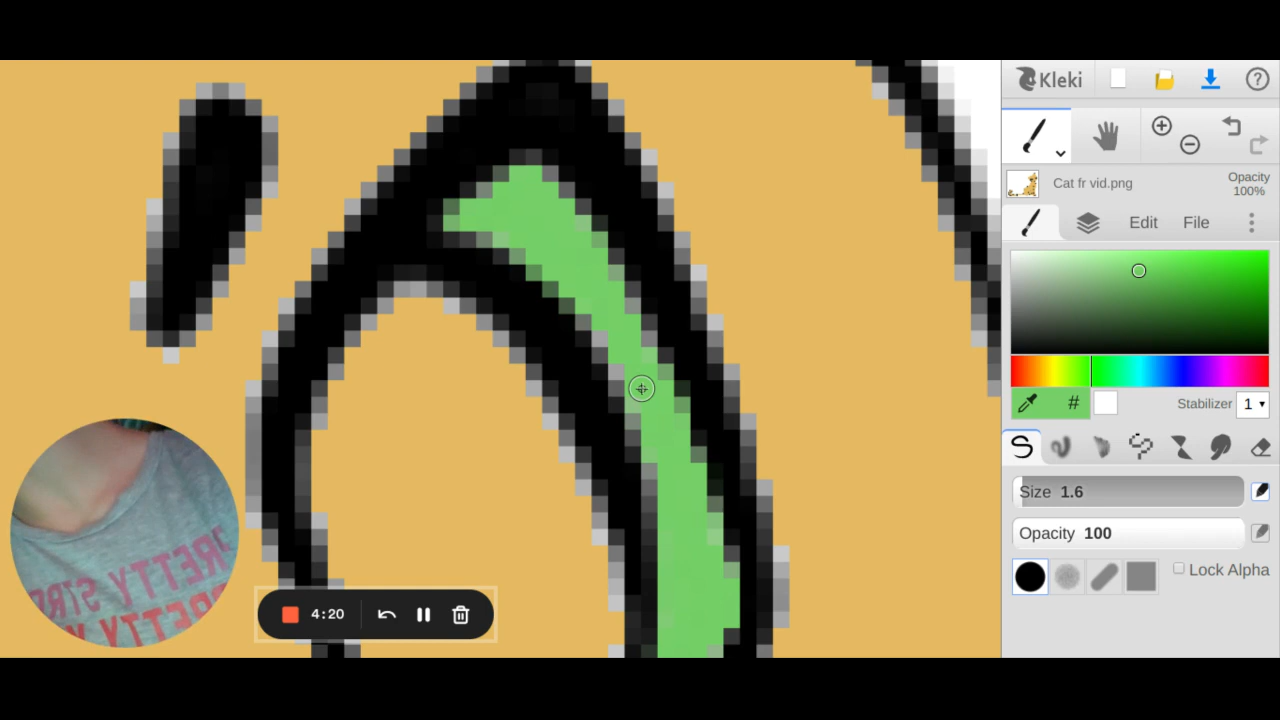 Kleki
Cat fr vid.png
Opacity
100%
Edit File
#
Stabilizer 1
Size 1.6
Opacity 100
Lock Alpha
4:20
PRETTY